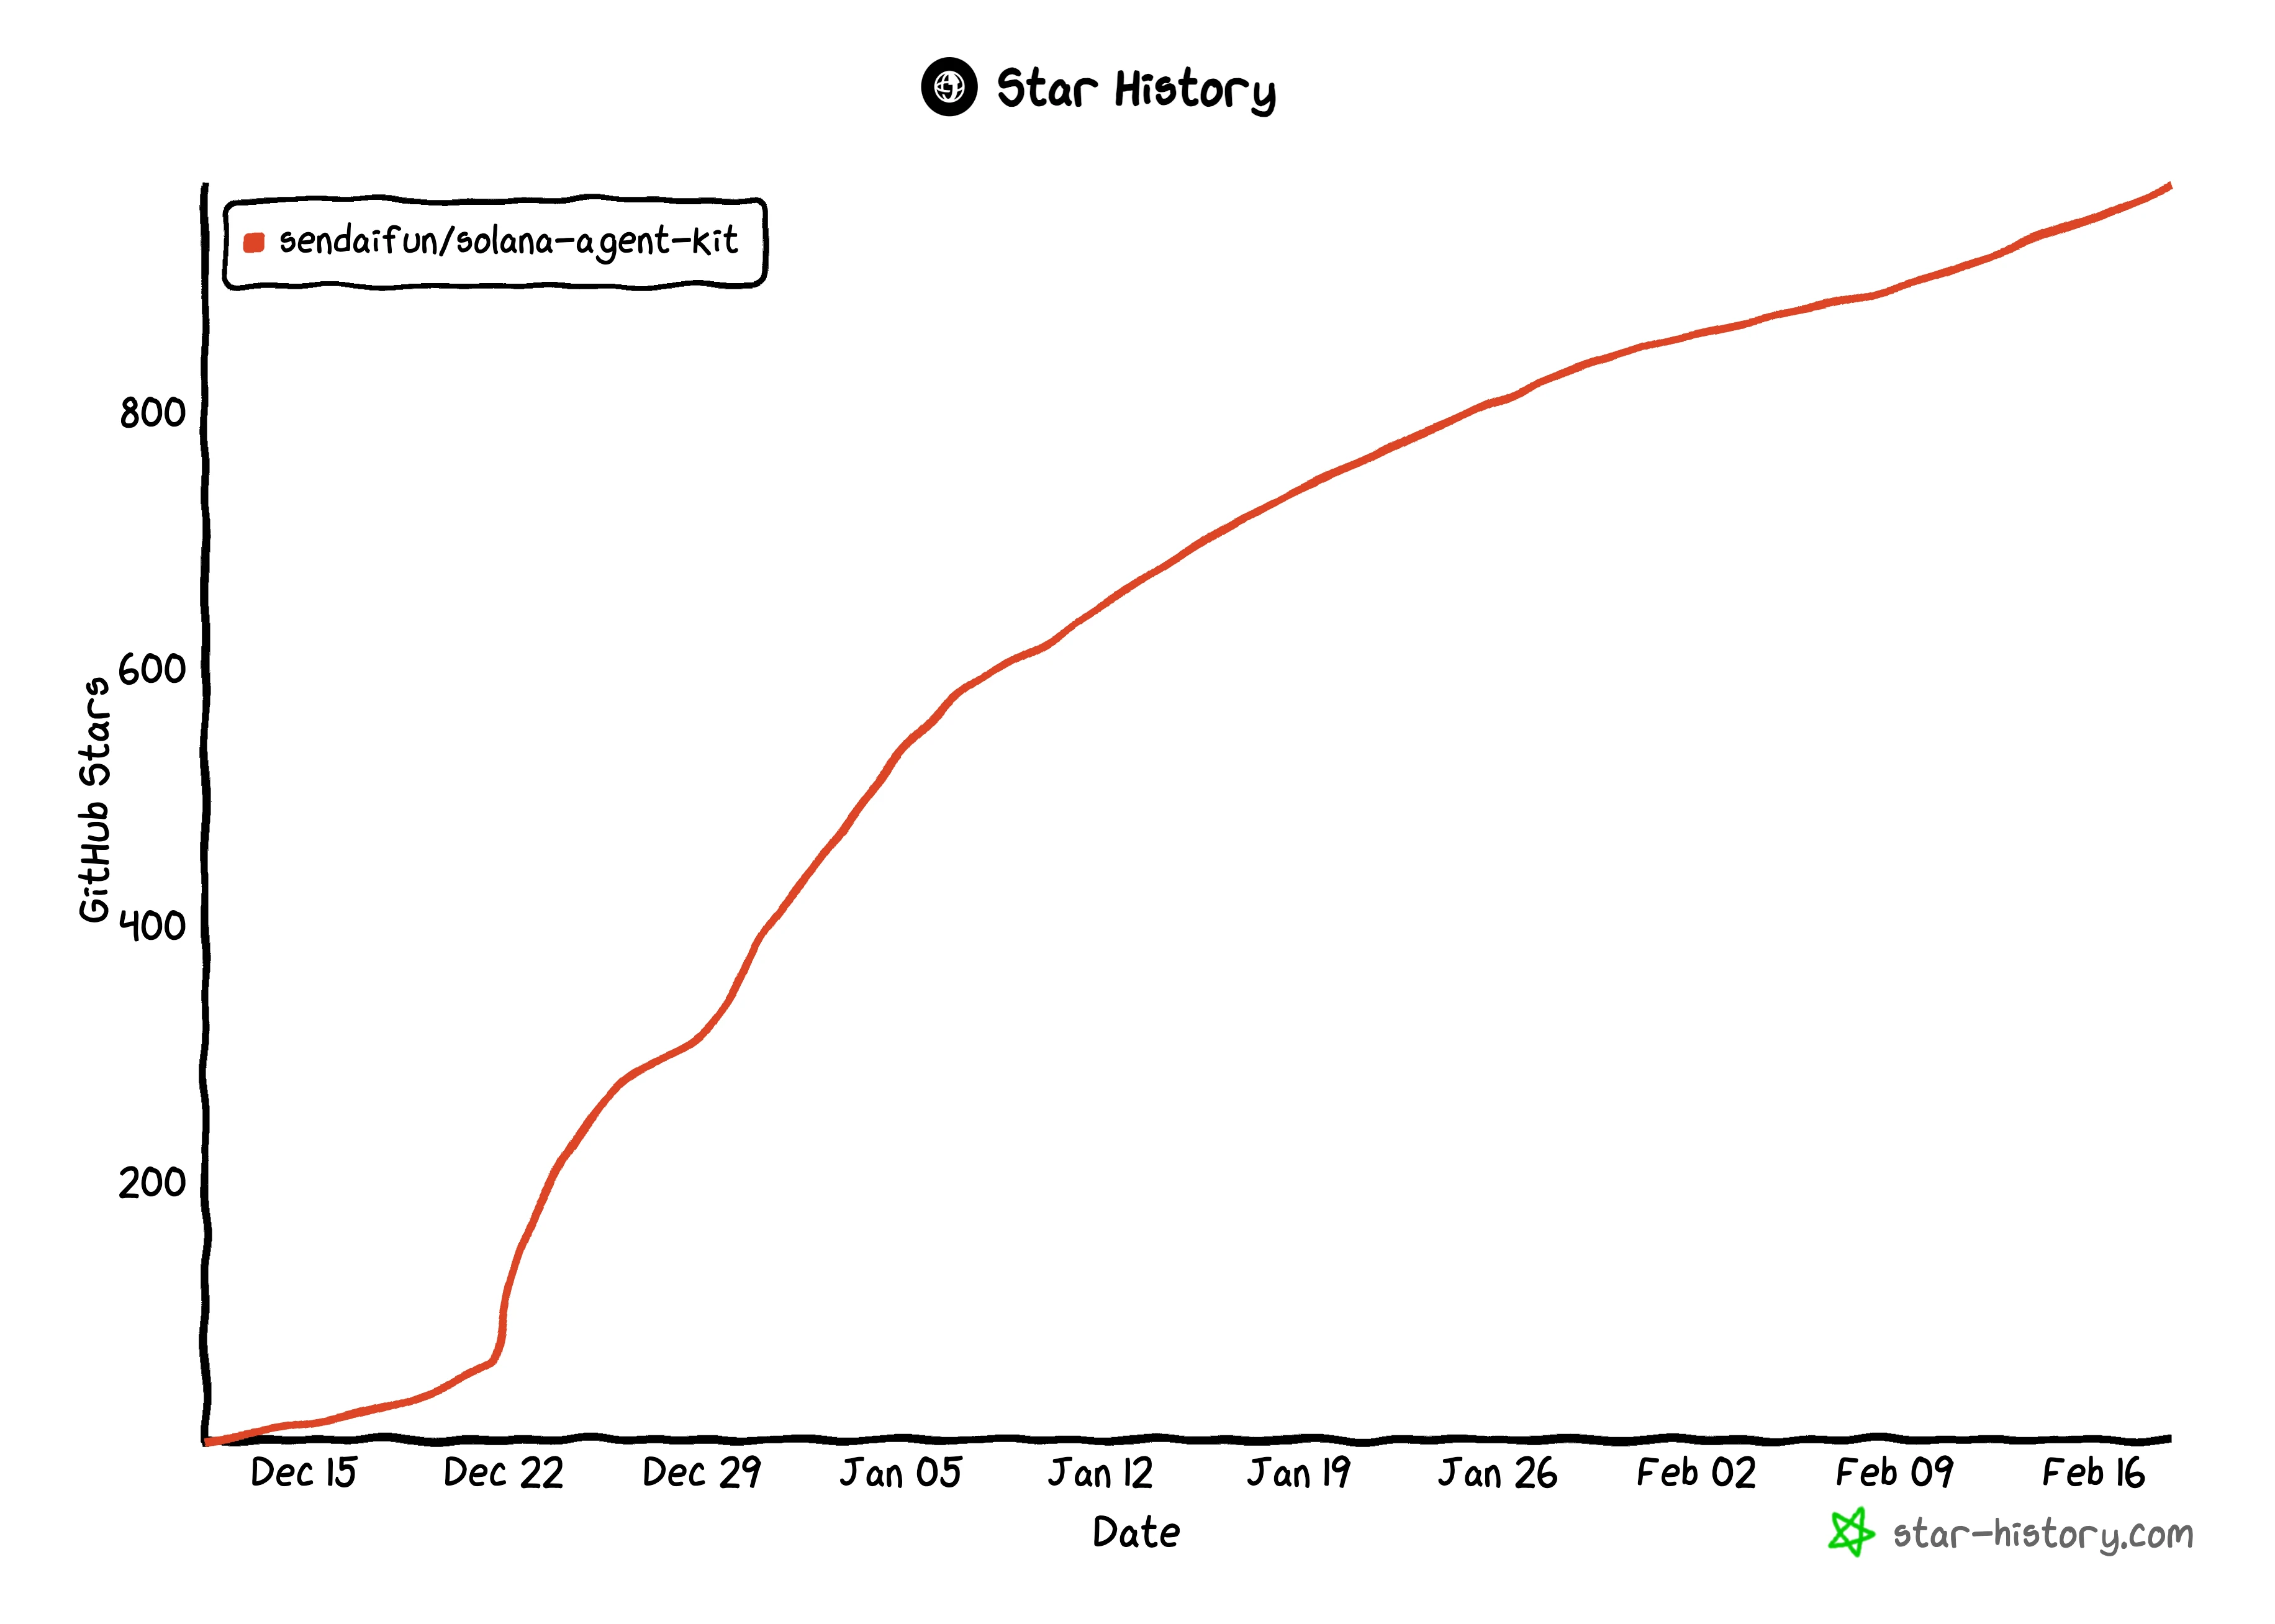 Star History
sendaifun/solana-agent-kit
800
600
400
200
GitHub Stars
Dec 15 Dec 22 Dec 29 Jan 05 Jan 12 Jan 19 Jan 26 Feb 02 Feb 09 Feb 16
Date
star-history.com